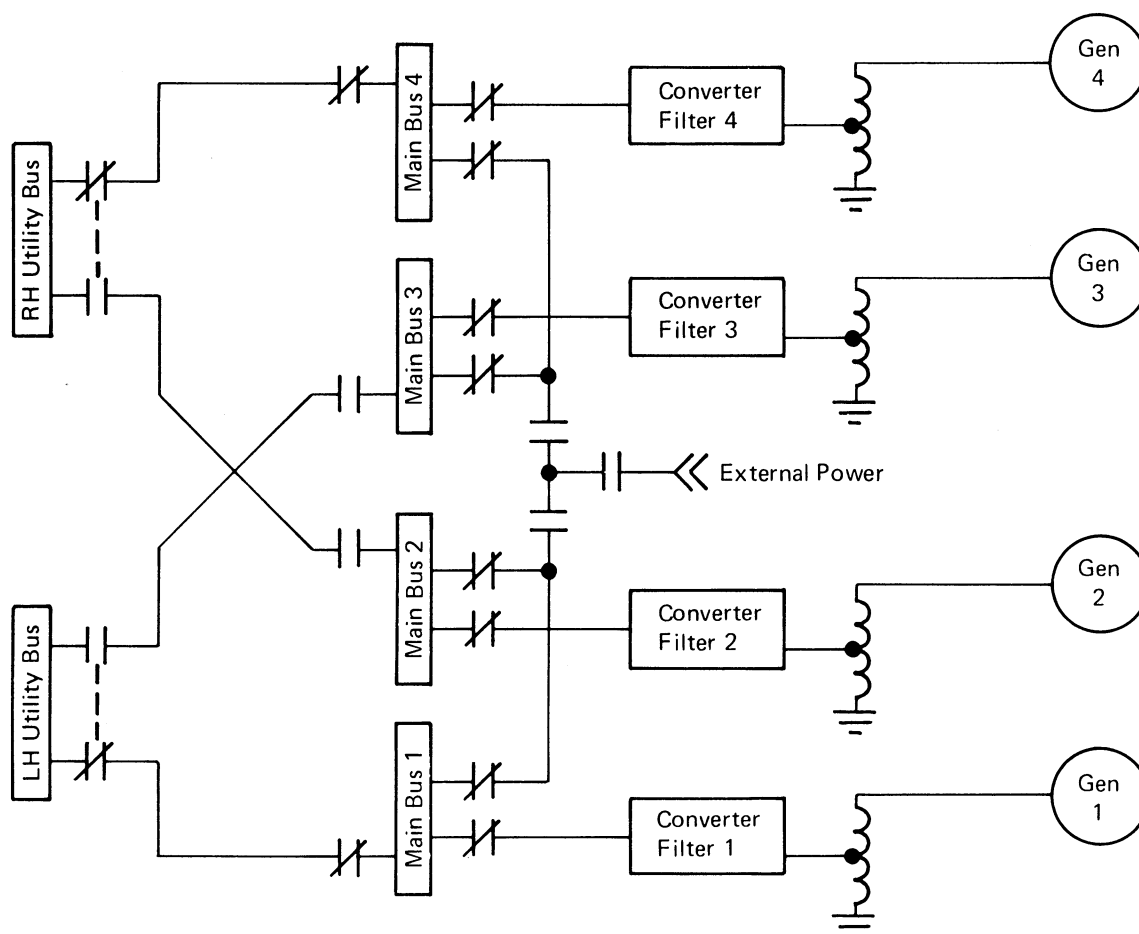 Gen
4
Converter
Filter 4
Main Bus 4
RH Utility Bus
Gen
3
Converter
Filter 3
Main Bus 3
External Power
Gen
2
Converter
Filter 2
Main Bus 2
LH Utility Bus
Gen
1
Converter
Filter 1
Main Bus 1